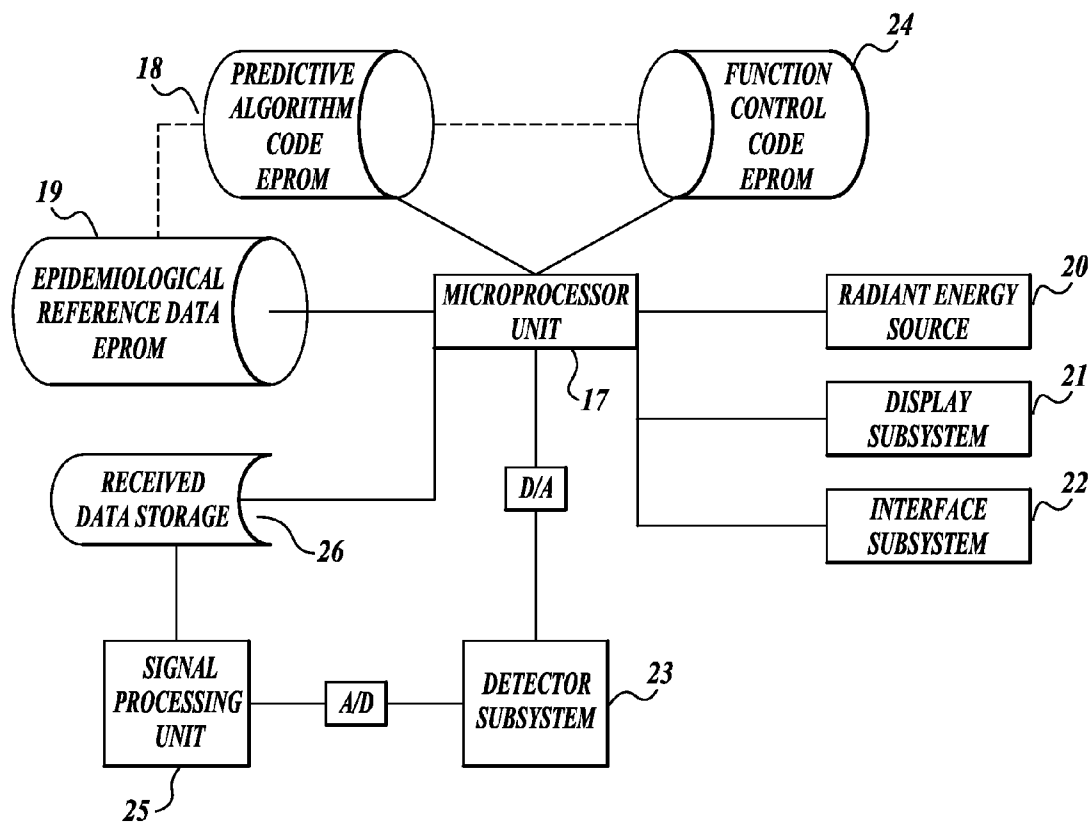 18
PREDICTIVE
ALGORITHM
CODE
EPROM
24
FUNCTION
CONTROL
CODE
EPROM
19
EPIDEMIOLOGICAL
REFERENCE DATA
EPROM
MICROPROCESSOR
UNIT
17
20
RADIANT ENERGY
SOURCE
21
DISPLAY
SUBSYSTEM
22
INTERFACE
SUBSYSTEM
RECEIVED
DATA STORAGE
26
D/A
SIGNAL
PROCESSING
UNIT
25
A/D
DETECTOR
SUBSYSTEM
23